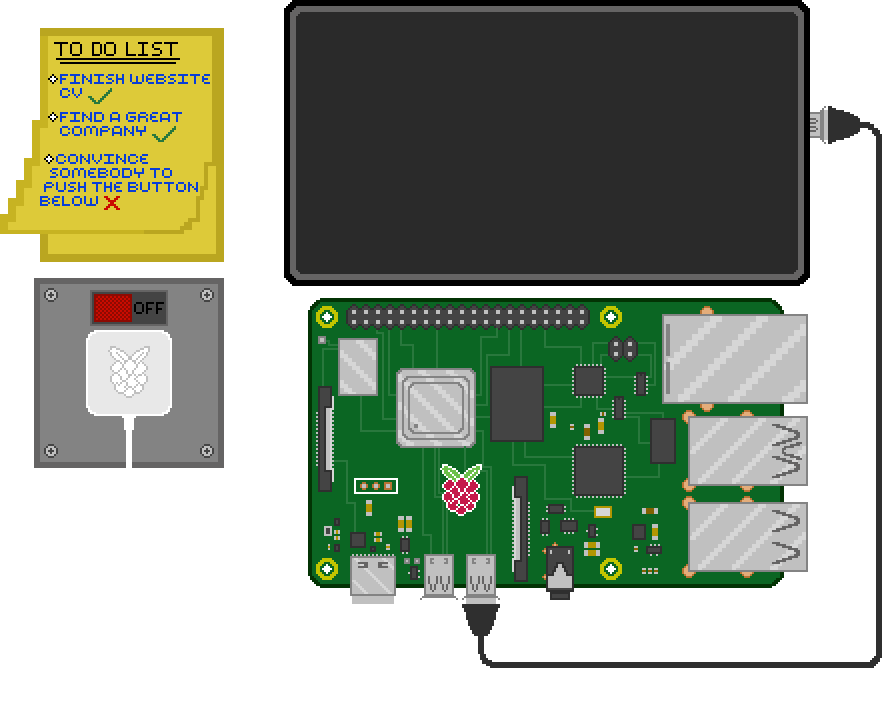 TO DO LIST
FINISH WEBSITE
CV
FIND A GREAT
COMPANY
CONVINCE
SOMEBODY TO
PUSH THE BUTTON
BELOW
OFF